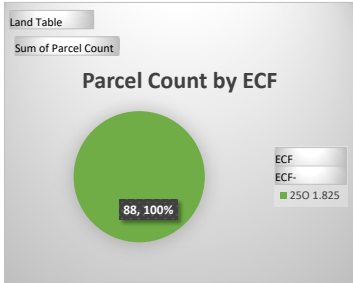 Land Table
Sum of Parcel Count
Parcel Count by ECF
88, 100%
ECF
ECF-
25O 1.825